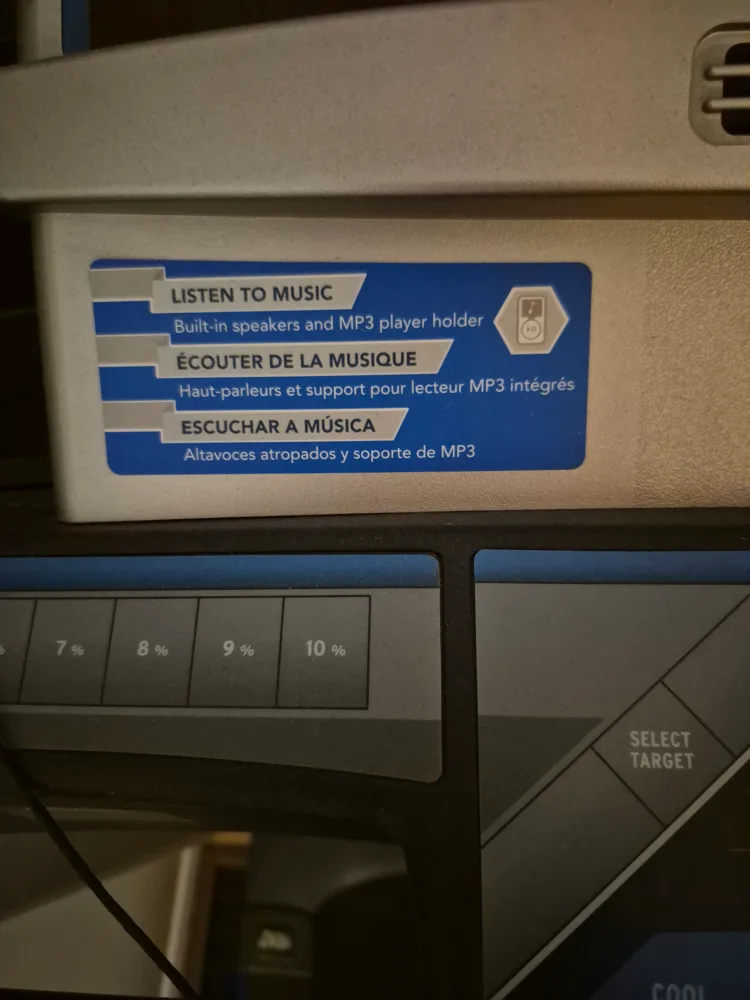 LISTEN TO MUSIC
Built-in speakers and MP3 player holder
ÉCOUTER DE LA MUSIQUE
Haut-parleurs et support pour lecteur MP3 intégrés
ESCUCHAR A MÚSICA
Altavoces atropados y soporte de MP3
% 7 % 8 % 9 % 10 %
SELECT
TARGET
COOL